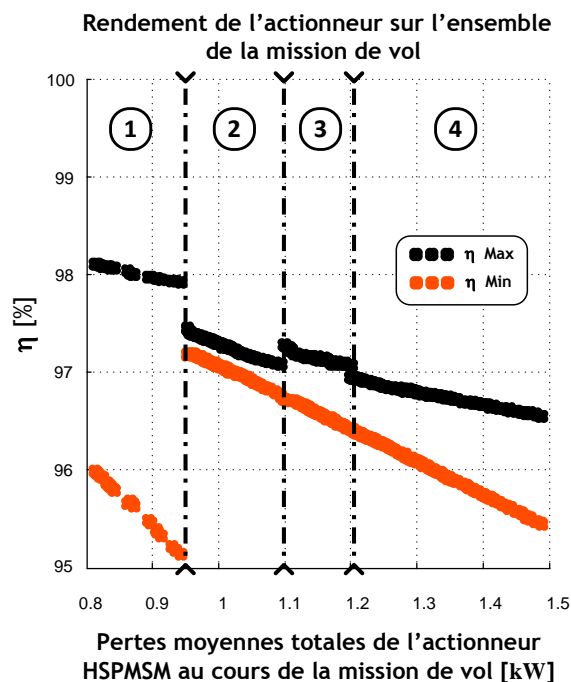 Rendement de l’actionneur sur l’ensemble
de la mission de vol
100
99
98
97
96
95
η [%]
1
2
3
4
η Max
η Min
0.8 0.9 1 1.1 1.2 1.3 1.4 1.5
Pertes moyennes totales de l’actionneur
HSPMSM au cours de la mission de vol [kW]